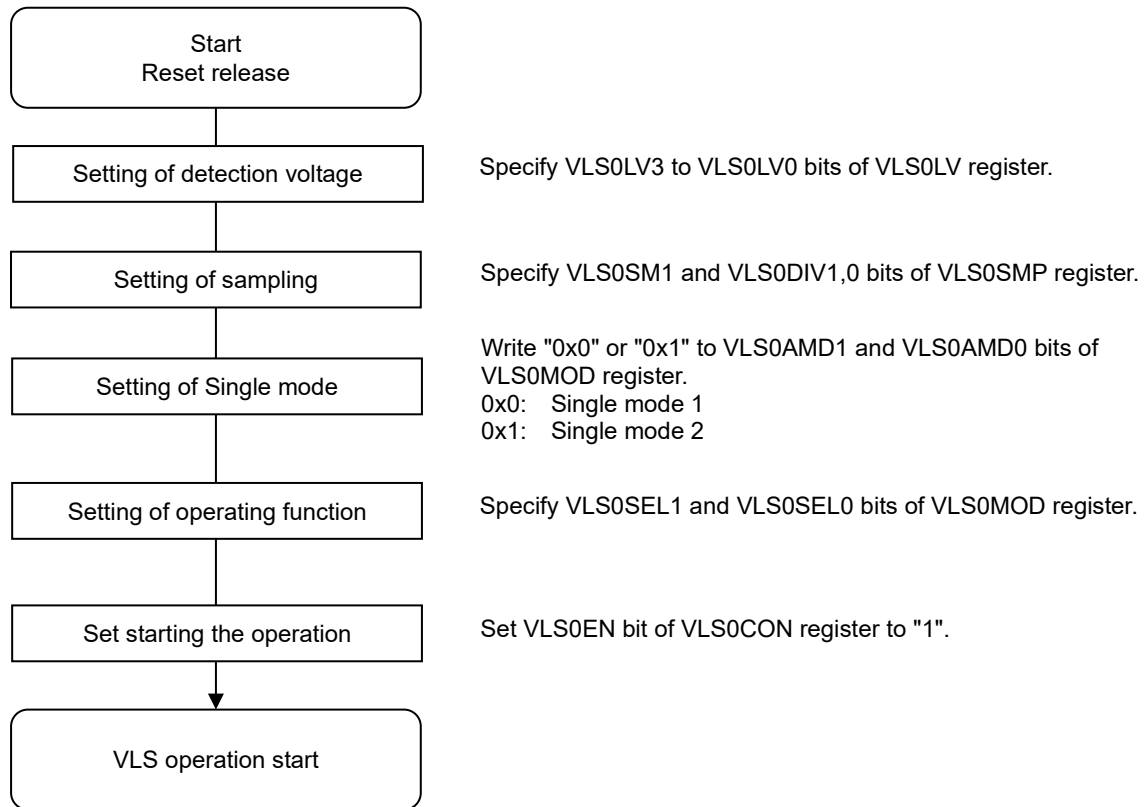 Start
Reset release
Setting of detection voltage
Specify VLS0LV3 to VLS0LV0 bits of VLS0LV register.
Setting of sampling
Specify VLS0SM1 and VLS0DIV1,0 bits of VLS0SMP register.
Setting of Single mode
Write "0x0" or "0x1" to VLS0AMD1 and VLS0AMD0 bits of
VLS0MOD register.
0x0: Single mode 1
0x1: Single mode 2
Setting of operating function
Specify VLS0SEL1 and VLS0SEL0 bits of VLS0MOD register.
Set starting the operation
Set VLS0EN bit of VLS0CON register to "1".
VLS operation start